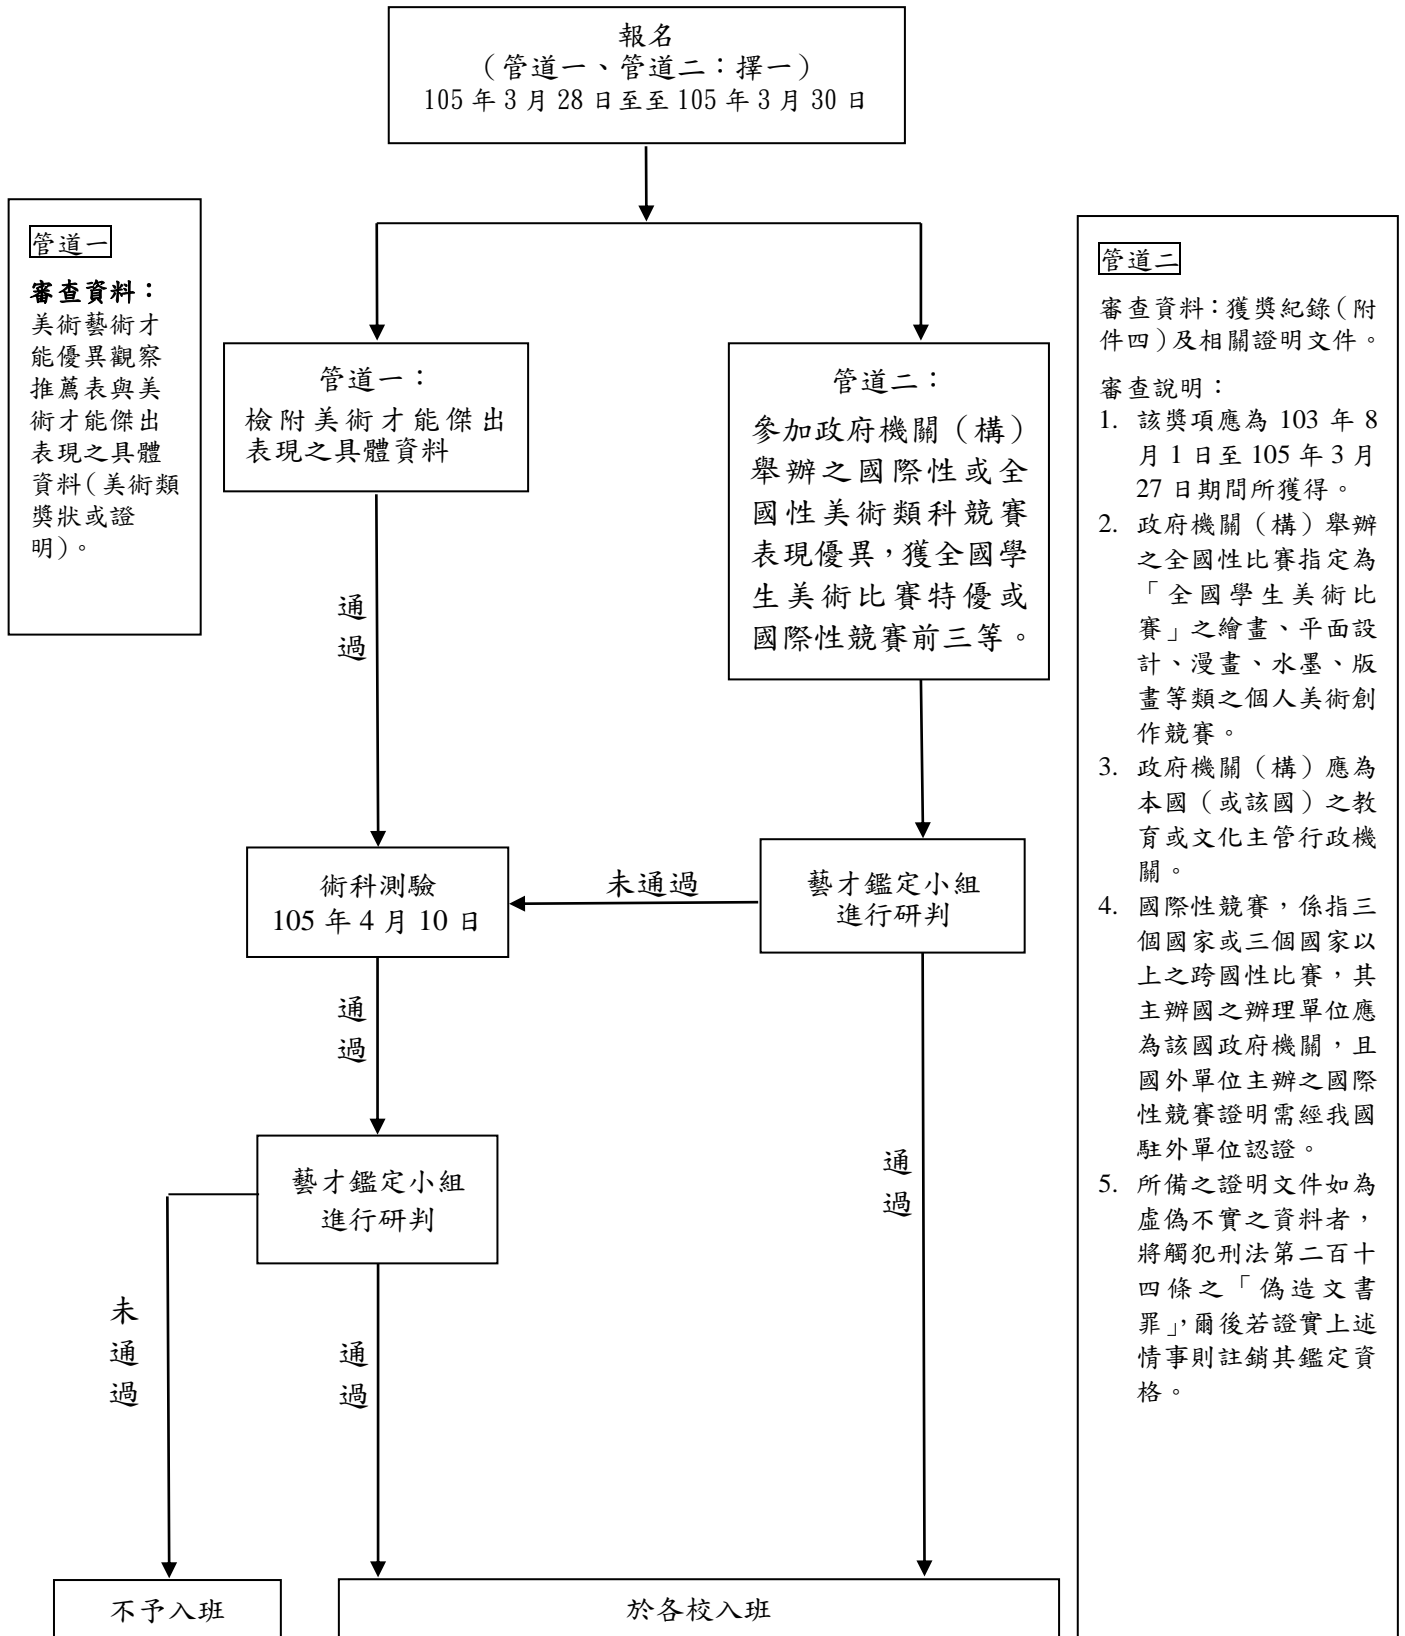 報名
（管道一、管道二：擇一）
105 年 3 月 28 日至至 105 年 3 月 30 日
管道一
審查資料：
美術藝術才
能優異觀察
推薦表與美
術才能傑出
表現之具體
資料（美術類
獎狀或證
明）。
管道一：
檢附美術才能傑出
表現之具體資料
管道二：
參加政府機關（構）
舉辦之國際性或全
國性美術類科競賽
表現優異，獲全國學
生美術比賽特優或
國際性競賽前三等。
管道二
審查資料：獲獎紀錄（附
件四）及相關證明文件。
審查說明：
1. 該獎項應為 103 年 8
月 1 日至 105 年 3 月
27 日期間所獲得。
2. 政府機關（構）舉辦
之全國性比賽指定為
「全國學生美術比
賽」之繪畫、平面設
計、漫畫、水墨、版
畫等類之個人美術創
作競賽。
3. 政府機關（構）應為
本國（或該國）之教
育或文化主管行政機
關。
4. 國際性競賽，係指三
個國家或三個國家以
上之跨國性比賽，其
主辦國之辦理單位應
為該國政府機關，且
國外單位主辦之國際
性競賽證明需經我國
駐外單位認證。
5. 所備之證明文件如為
虛偽不實之資料者，
將觸犯刑法第二百十
四條之「偽造文書
罪」，爾後若證實上述
情事則註銷其鑑定資
格。
通過
術科測驗
105 年 4 月 10 日
未通過
藝才鑑定小組
進行研判
通過
藝才鑑定小組
進行研判
通過
未通過
通過
不予入班
於各校入班